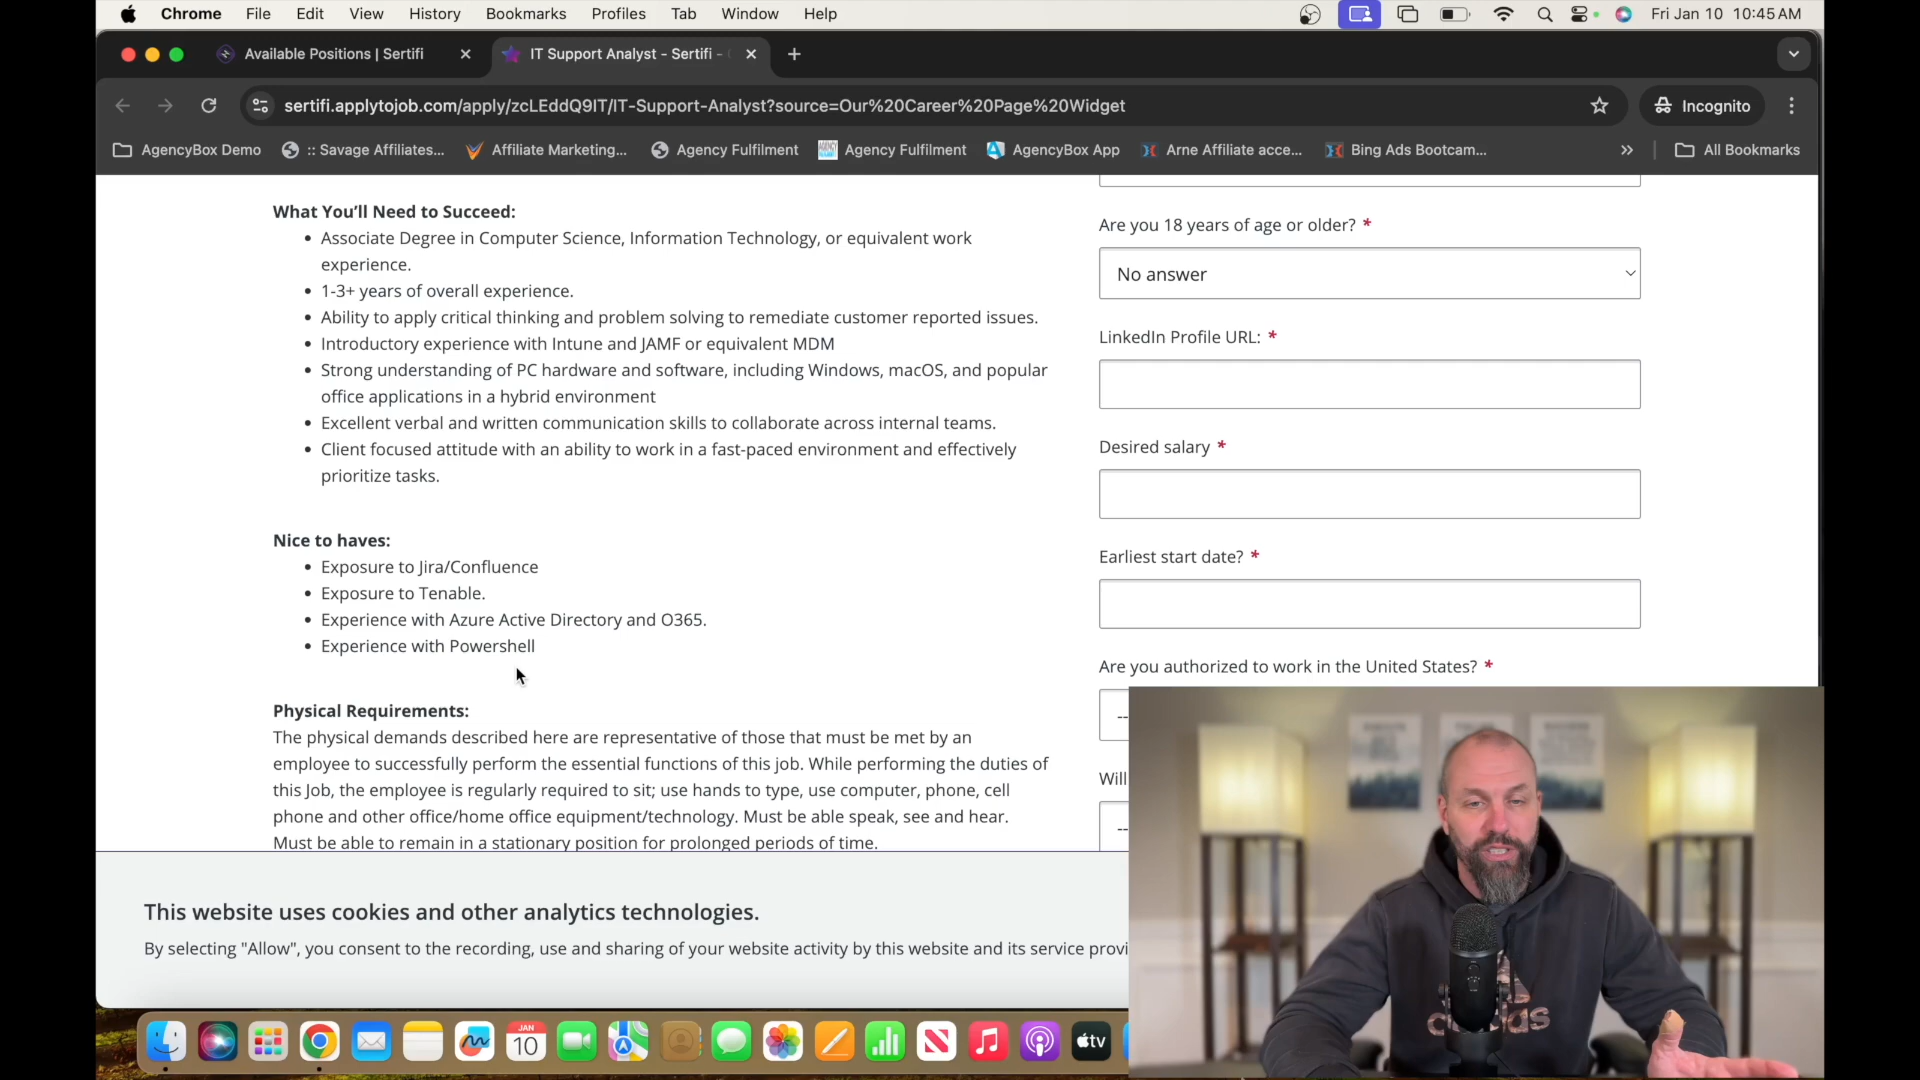 Chrome File Edit View History Bookmarks Profiles Tab Window Help Fri Jan 10 10:45 AM
Available Positions | Sertifi IT Support Analyst - Sertifi -
sertifi.applytojob.com/apply/zcLEddQ9IT/IT-Support-Analyst?source=Our%20Career%20Page%20Widget Incognito
AgencyBox Demo :: Savage Affiliates... Affiliate Marketing... Agency Fulfilment Agency Fulfilment AgencyBox App Arne Affiliate acce... Bing Ads Bootcam... » All Bookmarks
What You'll Need to Succeed:
• Associate Degree in Computer Science, Information Technology, or equivalent work
experience.
• 1-3+ years of overall experience.
• Ability to apply critical thinking and problem solving to remediate customer reported issues.
• Introductory experience with Intune and JAMF or equivalent MDM
• Strong understanding of PC hardware and software, including Windows, macOS, and popular
office applications in a hybrid environment
• Excellent verbal and written communication skills to collaborate across internal teams.
• Client focused attitude with an ability to work in a fast-paced environment and effectively
prioritize tasks.
Nice to haves:
• Exposure to Jira/Confluence
• Exposure to Tenable.
• Experience with Azure Active Directory and O365.
• Experience with Powershell
Physical Requirements:
The physical demands described here are representative of those that must be met by an
employee to successfully perform the essential functions of this job. While performing the duties of
this Job, the employee is regularly required to sit; use hands to type, use computer, phone, cell
phone and other office/home office equipment/technology. Must be able speak, see and hear.
Must be able to remain in a stationary position for prolonged periods of time.
Are you 18 years of age or older? *
No answer
LinkedIn Profile URL: *
Desired salary *
Earliest start date? *
Are you authorized to work in the United States? *
--
Will
--
This website uses cookies and other analytics technologies.
By selecting "Allow", you consent to the recording, use and sharing of your website activity by this website and its service provi
JAN
10
tv
adidas